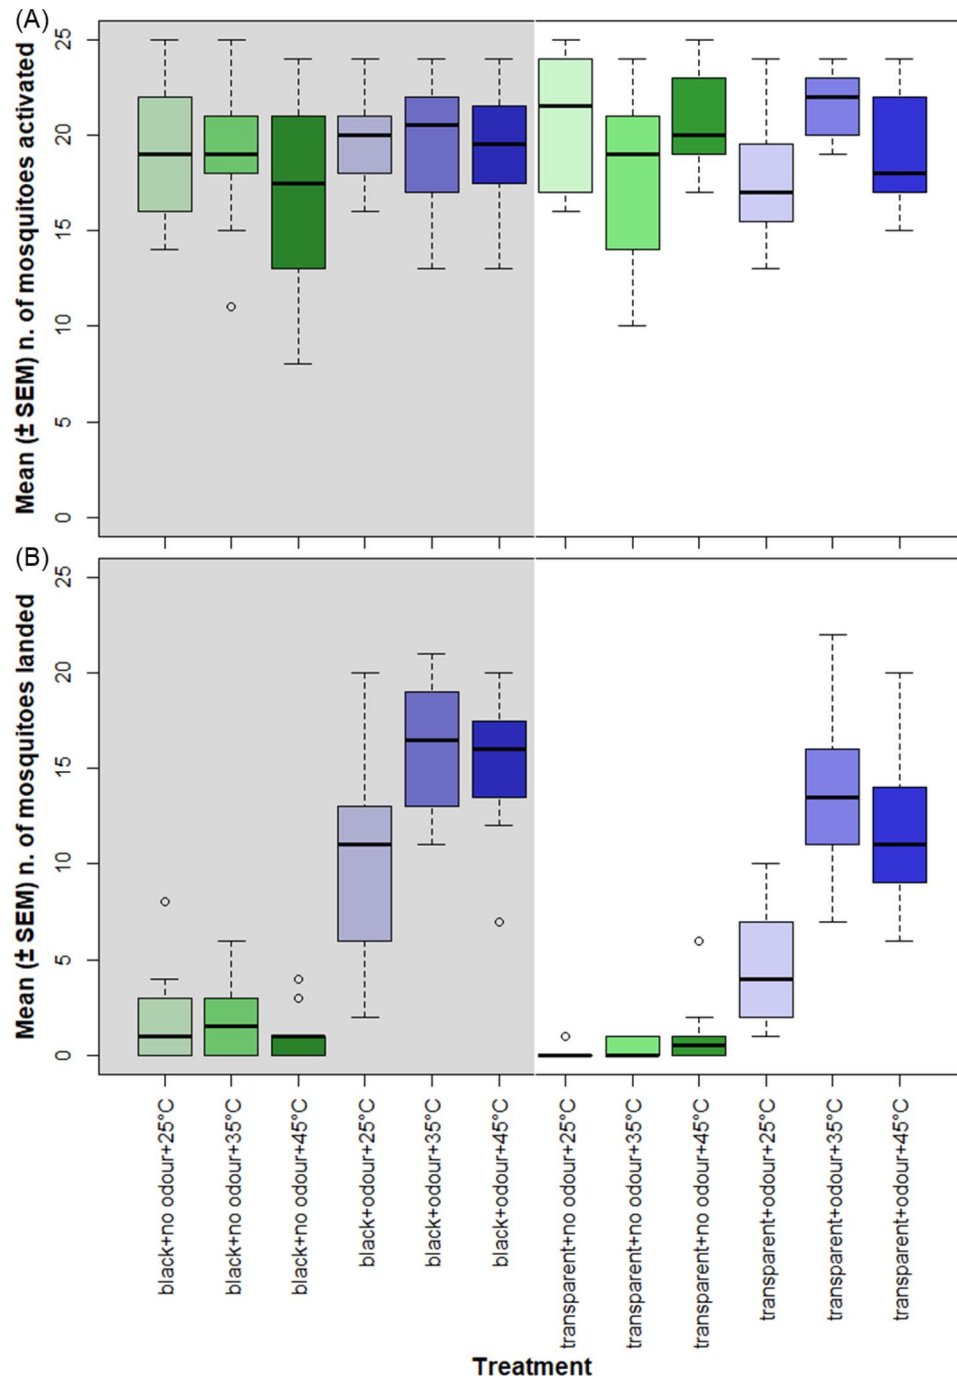 (A)
Mean (± SEM) n. of mosquitoes activated
25
20
15
10
5
0
(B)
Mean (± SEM) n. of mosquitoes landed
25
20
15
10
5
0
black+no odour+25°C
black+no odour+35°C
black+no odour+45°C
black+odour+25°C
black+odour+35°C
black+odour+45°C
transparent+no odour+25°C
transparent+no odour+35°C
transparent+no odour+45°C
transparent+odour+25°C
transparent+odour+35°C
transparent+odour+45°C
Treatment